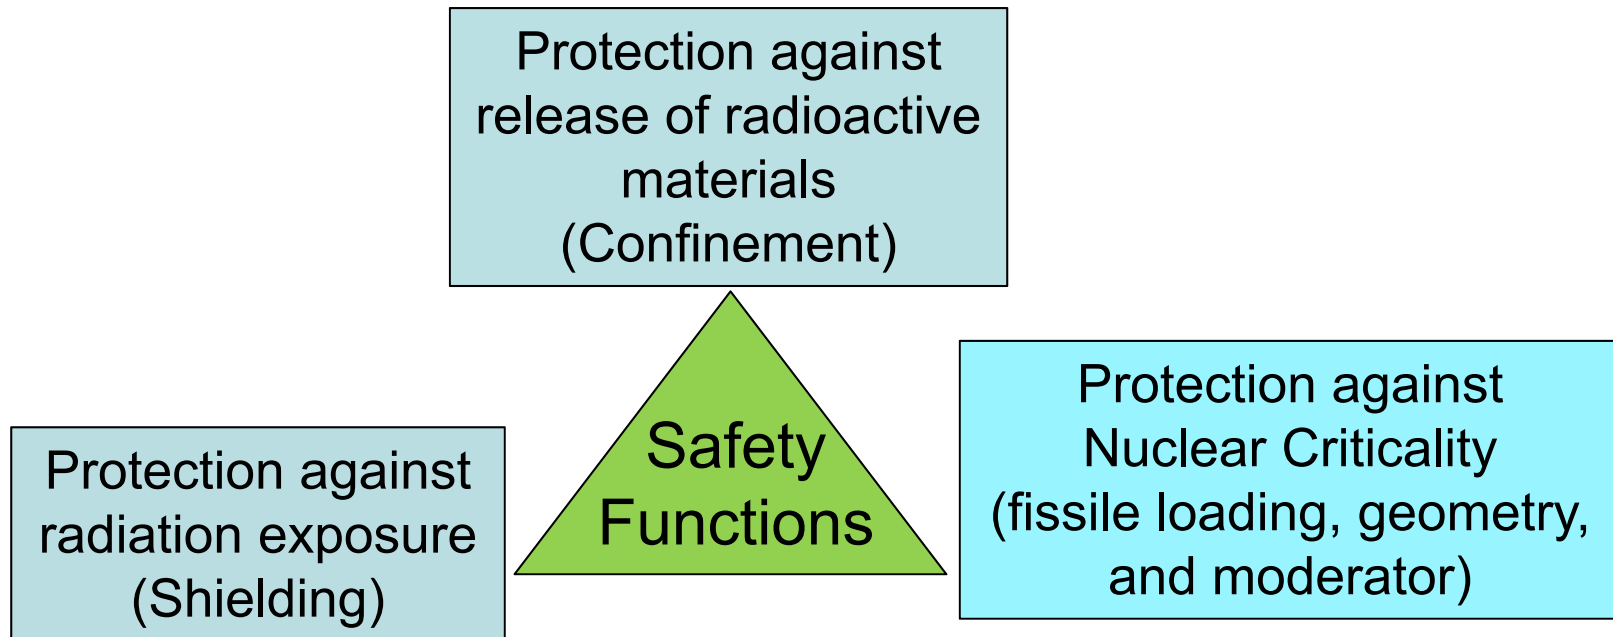 Protection against
release of radioactive
materials
(Confinement)
Safety
Functions
Protection against
radiation exposure
(Shielding)
Protection against
Nuclear Criticality
(fissile loading, geometry,
and moderator)